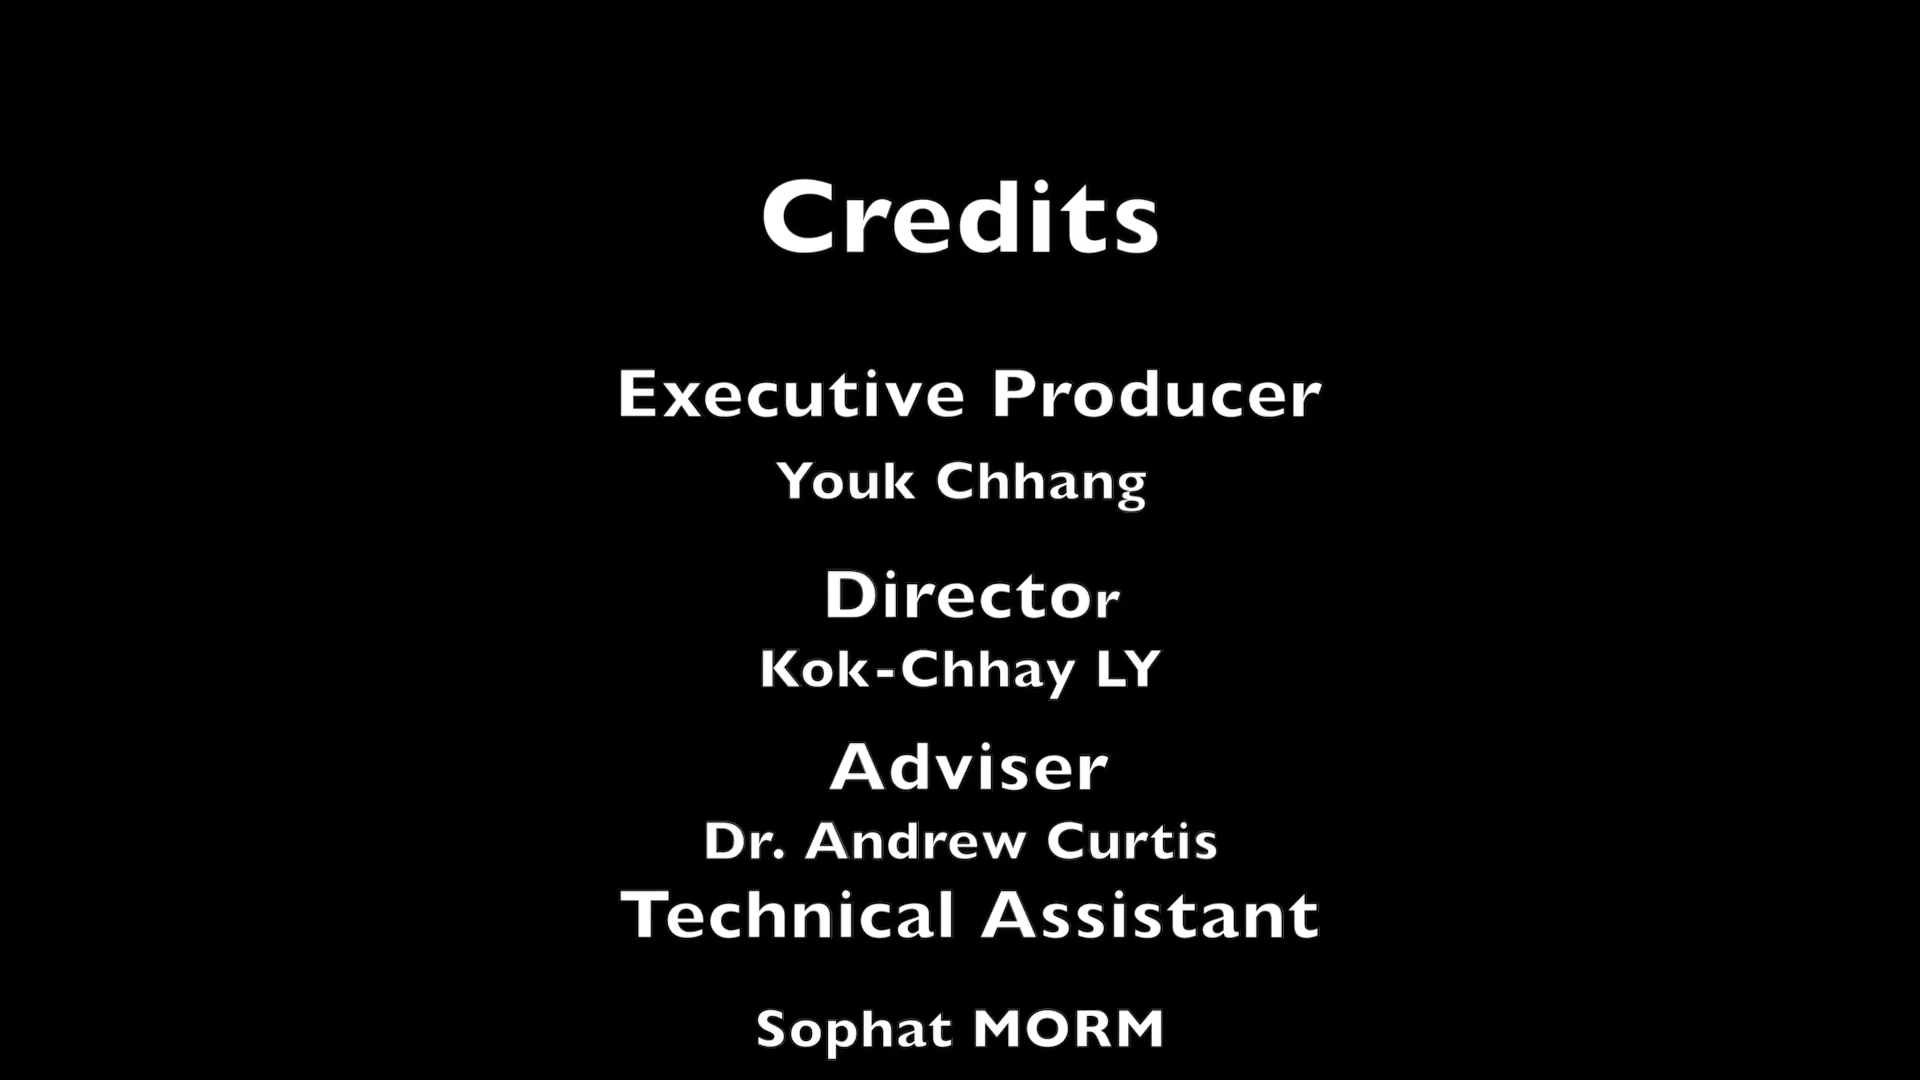 Credits
Executive Producer
Youk Chhang
Director
Kok-Chhay LY
Adviser
Dr. Andrew Curtis
Technical Assistant
Sophat MORM